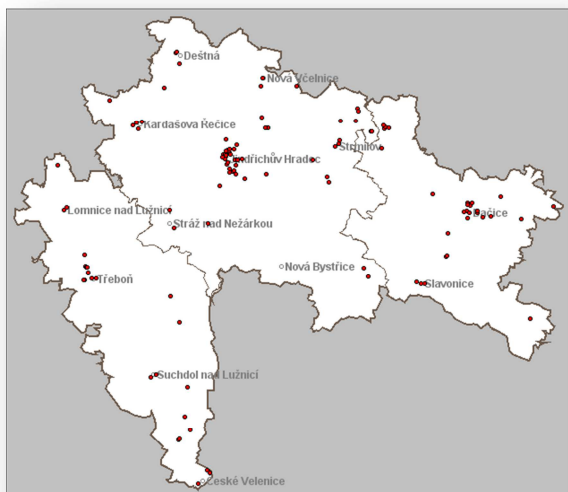 Deštná
Nová Včelnice
Kardašova Řečice
Jindřichův Hradec
Strmilov
Lomnice nad Lužnicí
Dačice
Stráž nad Nežárkou
Nová Bystřice
Třeboň
Slavonice
Suchdol nad Lužnicí
České Velenice